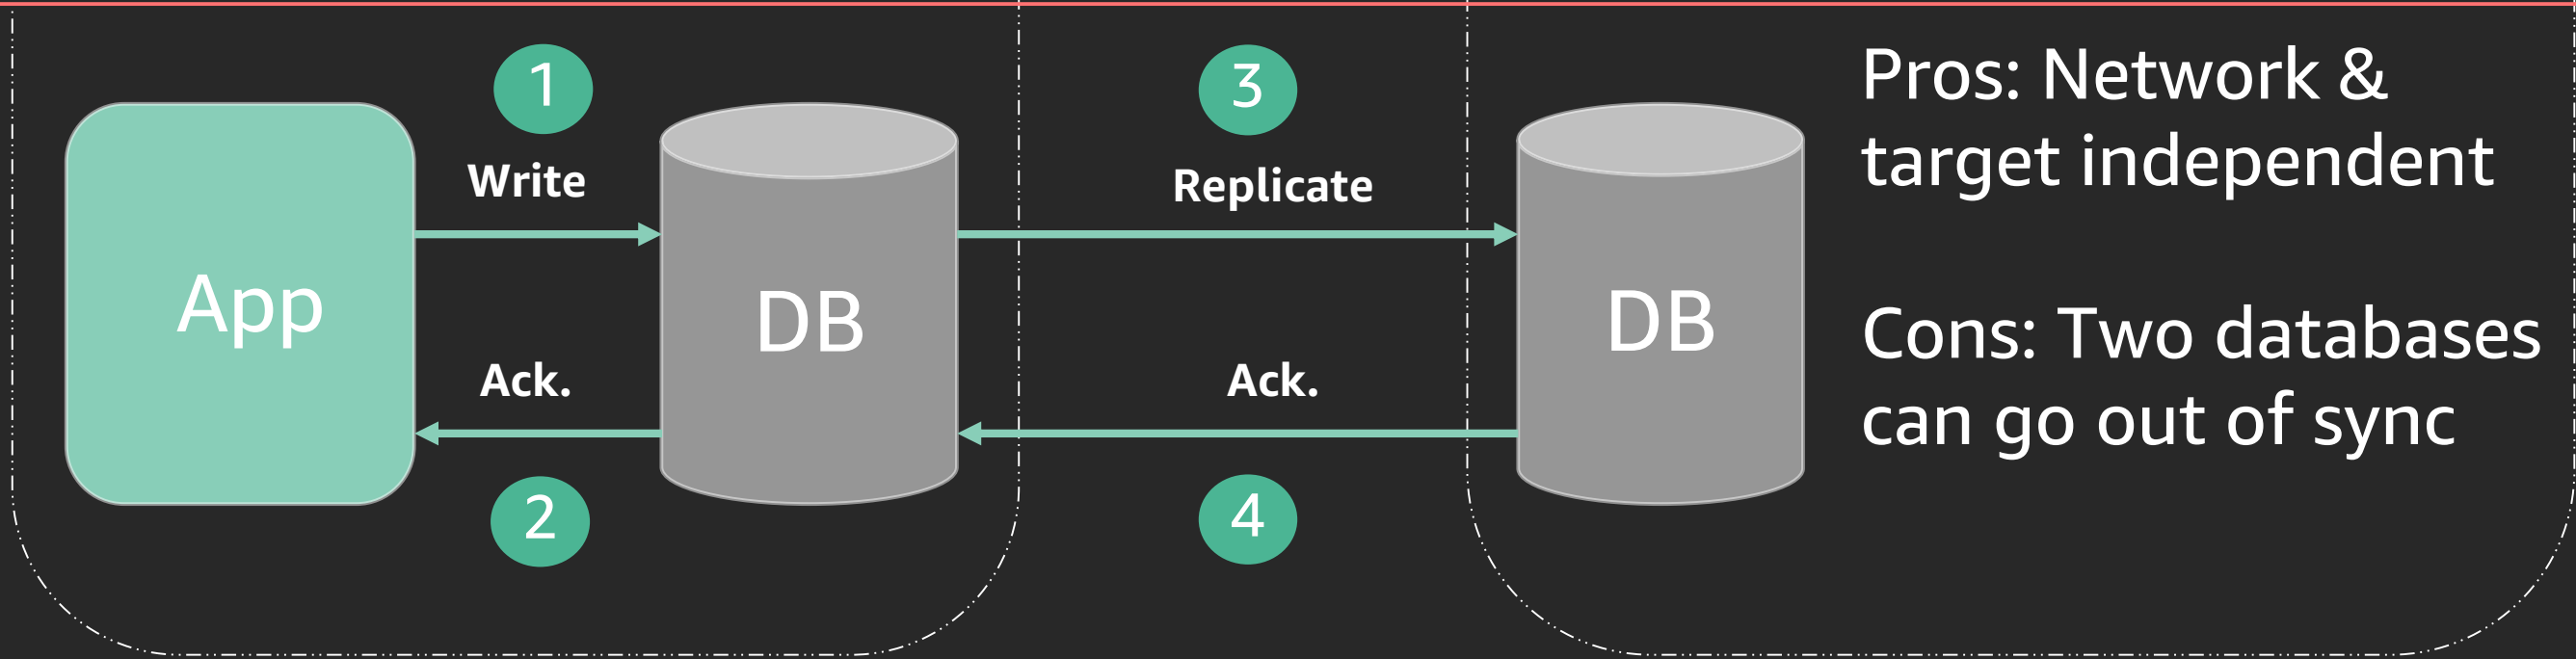 1
3
Write
Replicate
App
DB
DB
Ack.
Ack.
2
4
Pros: Network &
target independent
Cons: Two databases
can go out of sync